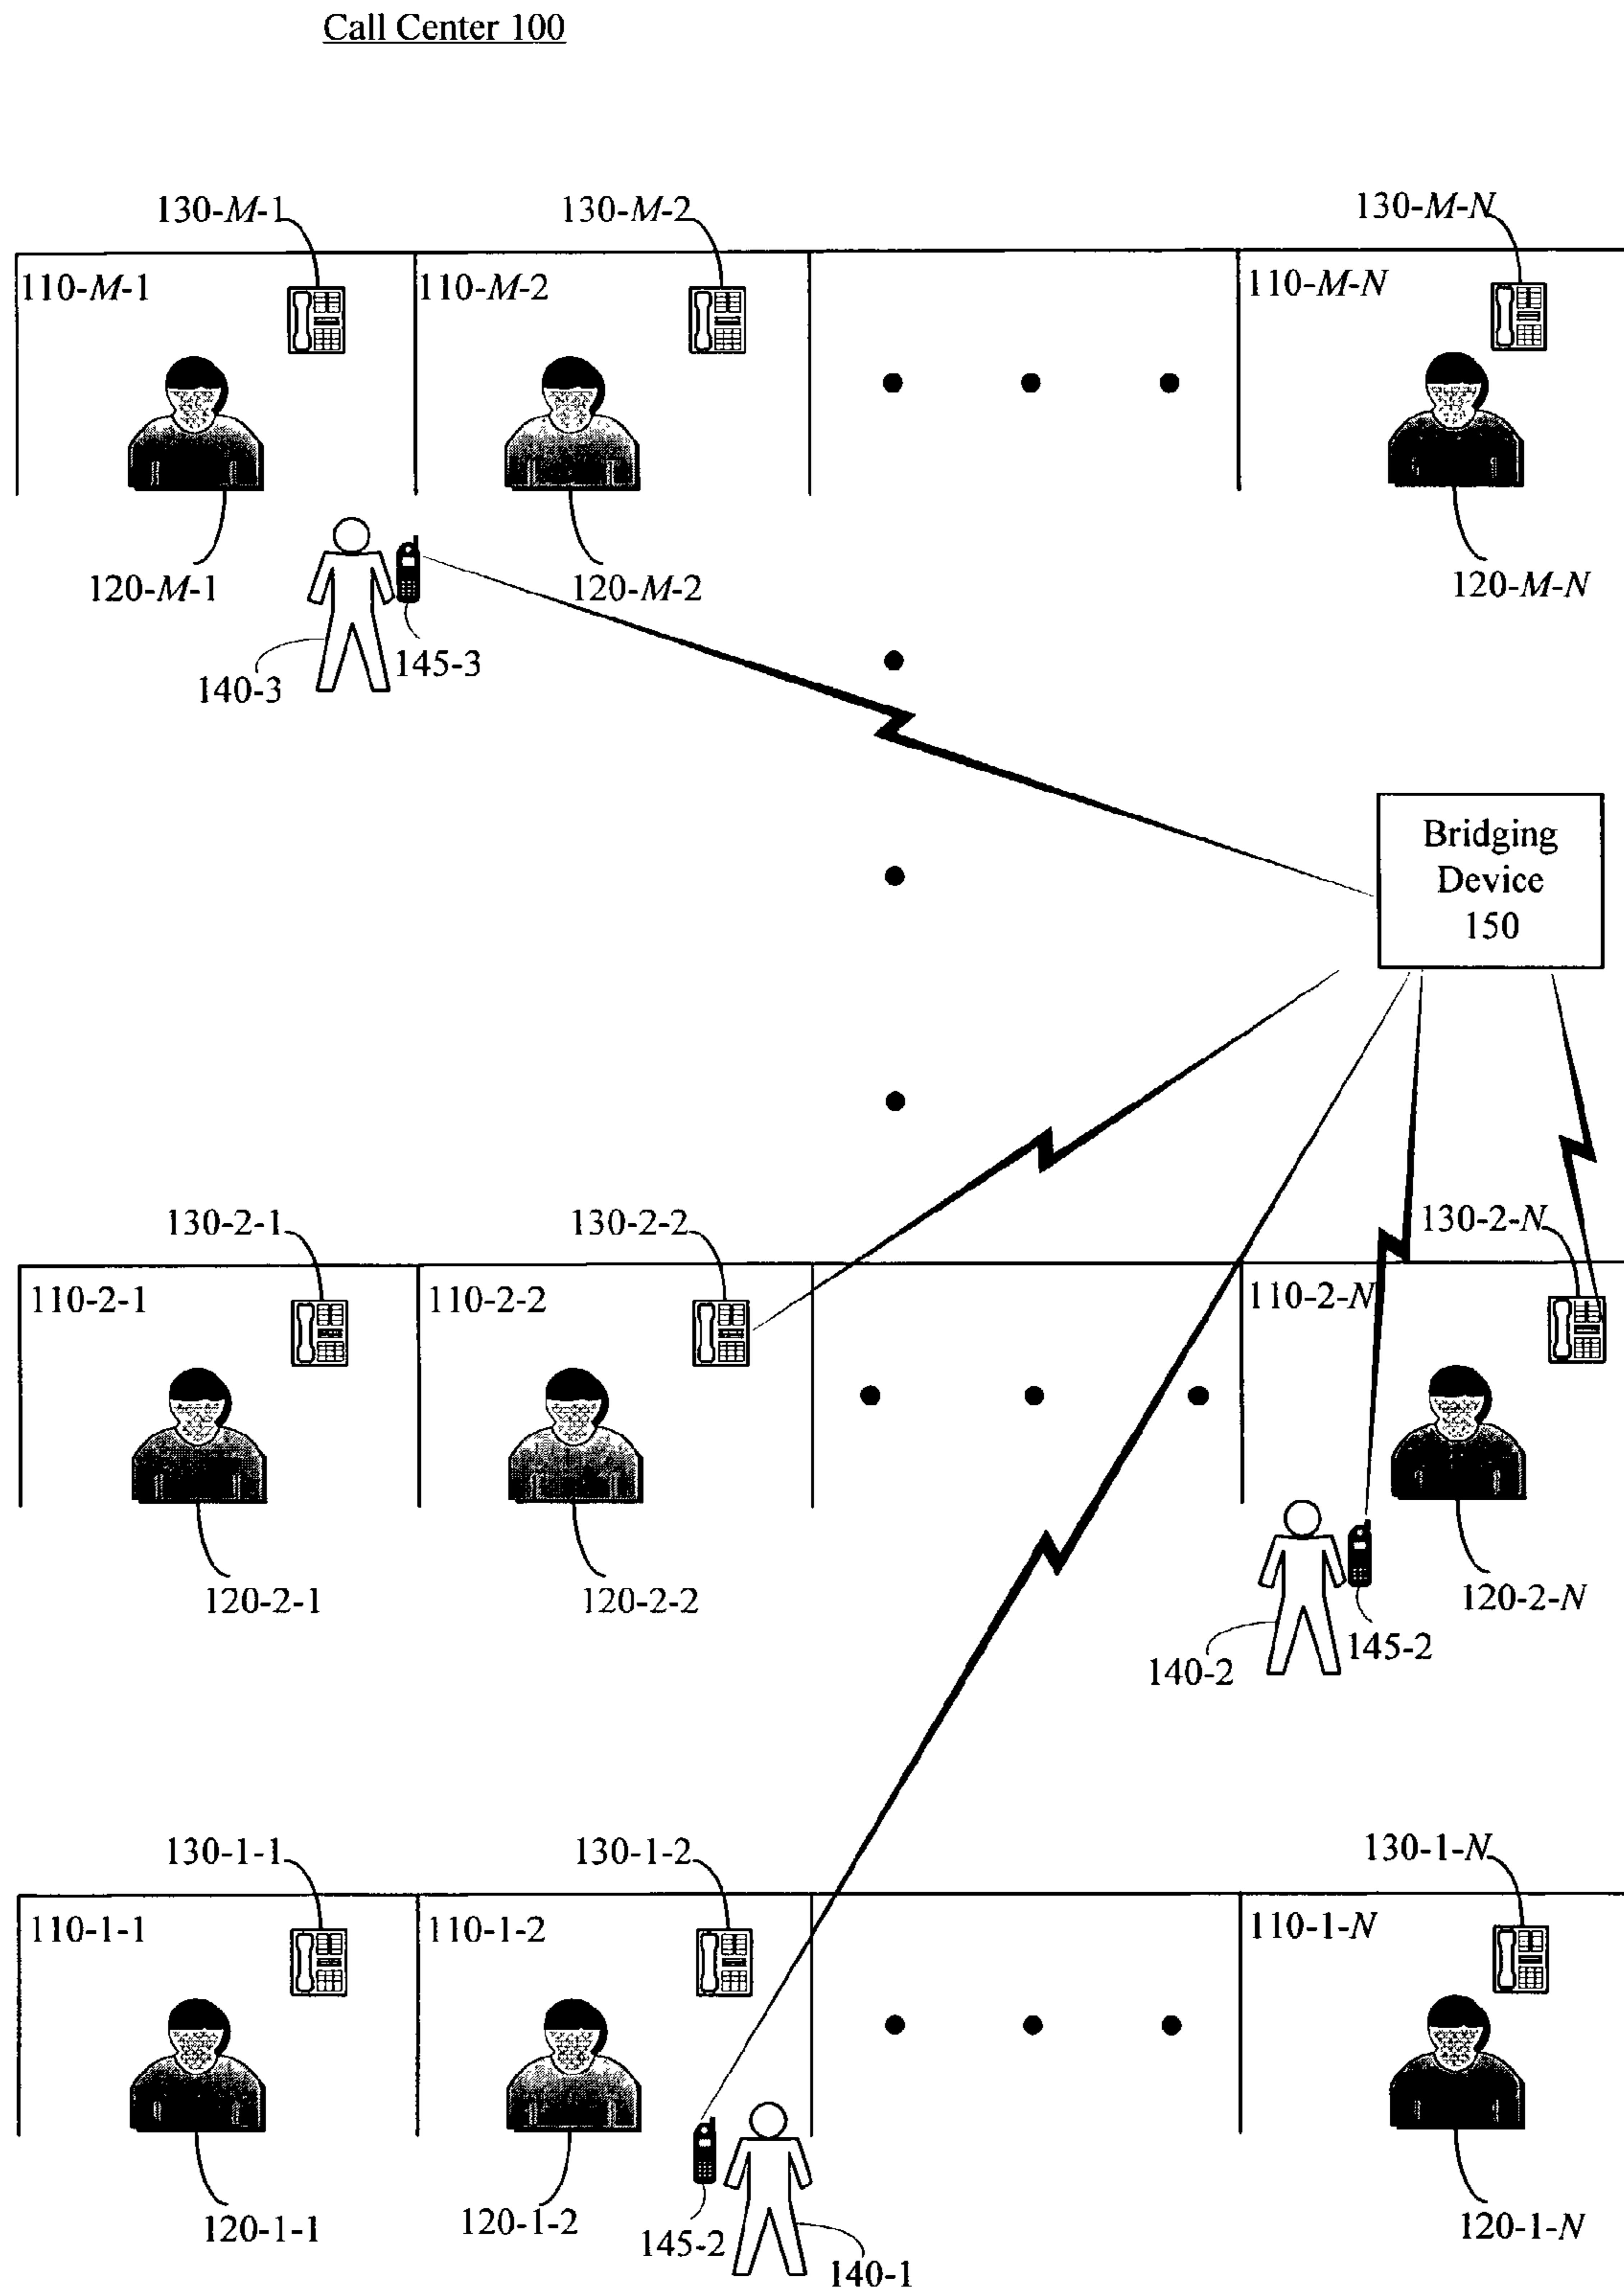 Call Center 100
130-M-1
130-M-2
130-M-N
110-M-1
110-M-2
110-M-N
120-M-1
120-M-2
120-M-N
140-3
145-3
Bridging
Device
150
130-2-1
130-2-2
130-2-N
110-2-1
110-2-2
110-2-N
120-2-1
120-2-2
120-2-N
140-2
145-2
130-1-1
130-1-2
130-1-N
110-1-1
110-1-2
110-1-N
120-1-1
120-1-2
145-2
140-1
120-1-N